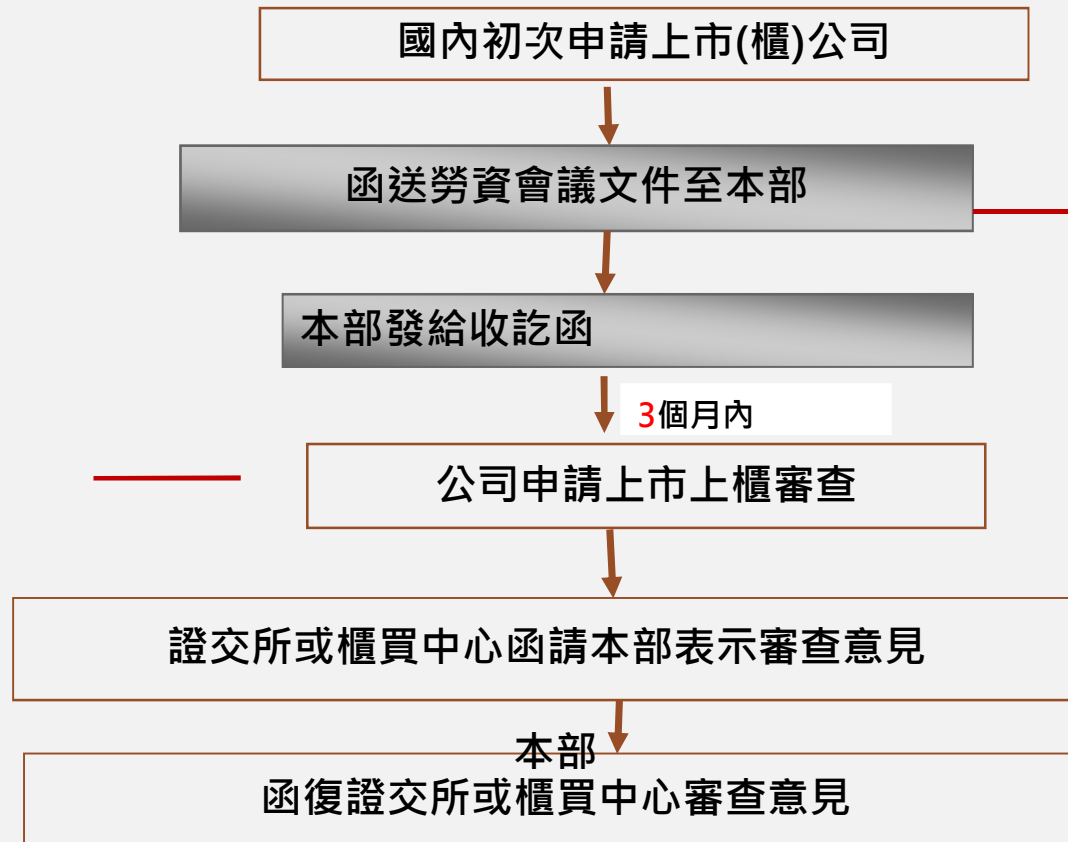 國內初次申請上市(櫃)公司
函送勞資會議文件至本部
本部發給收訖函
3個月內
公司申請上市上櫃審查
證交所或櫃買中心函請本部表示審查意見
本部
函復證交所或櫃買中心審查意見